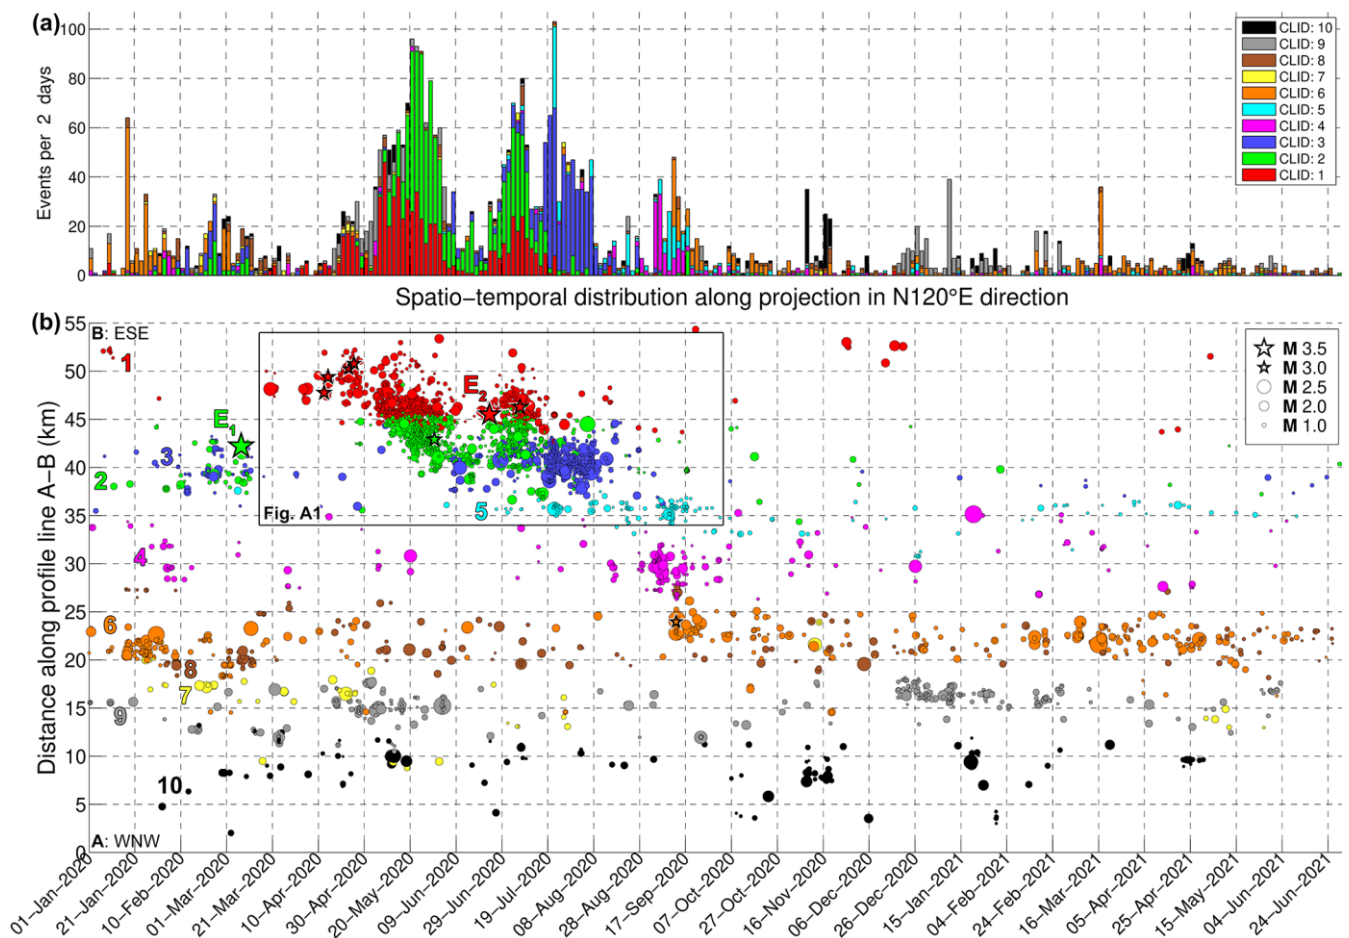 (a)
100
80
60
40
20
0
Events per 2 days
CLID: 10
CLID: 9
CLID: 8
CLID: 7
CLID: 6
CLID: 5
CLID: 4
CLID: 3
CLID: 2
CLID: 1
Spatio−temporal distribution along projection in N120°E direction
(b)
55
50
45
40
35
30
25
20
15
10
5
0
Distance along profile line A−B (km)
B: ESE
M 3.5
M 3.0
M 2.5
M 2.0
M 1.0
1
E2
E1
3
2
5
Fig. A1
4
6
8
7
9
10
A: WNW
01−Jan−2020
21−Jan−2020
10−Feb−2020
01−Mar−2020
21−Mar−2020
10−Apr−2020
30−Apr−2020
20−May−2020
09−Jun−2020
29−Jun−2020
19−Jul−2020
08−Aug−2020
28−Aug−2020
17−Sep−2020
07−Oct−2020
27−Oct−2020
16−Nov−2020
06−Dec−2020
26−Dec−2020
15−Jan−2021
04−Feb−2021
24−Feb−2021
16−Mar−2021
05−Apr−2021
25−Apr−2021
15−May−2021
04−Jun−2021
24−Jun−2021